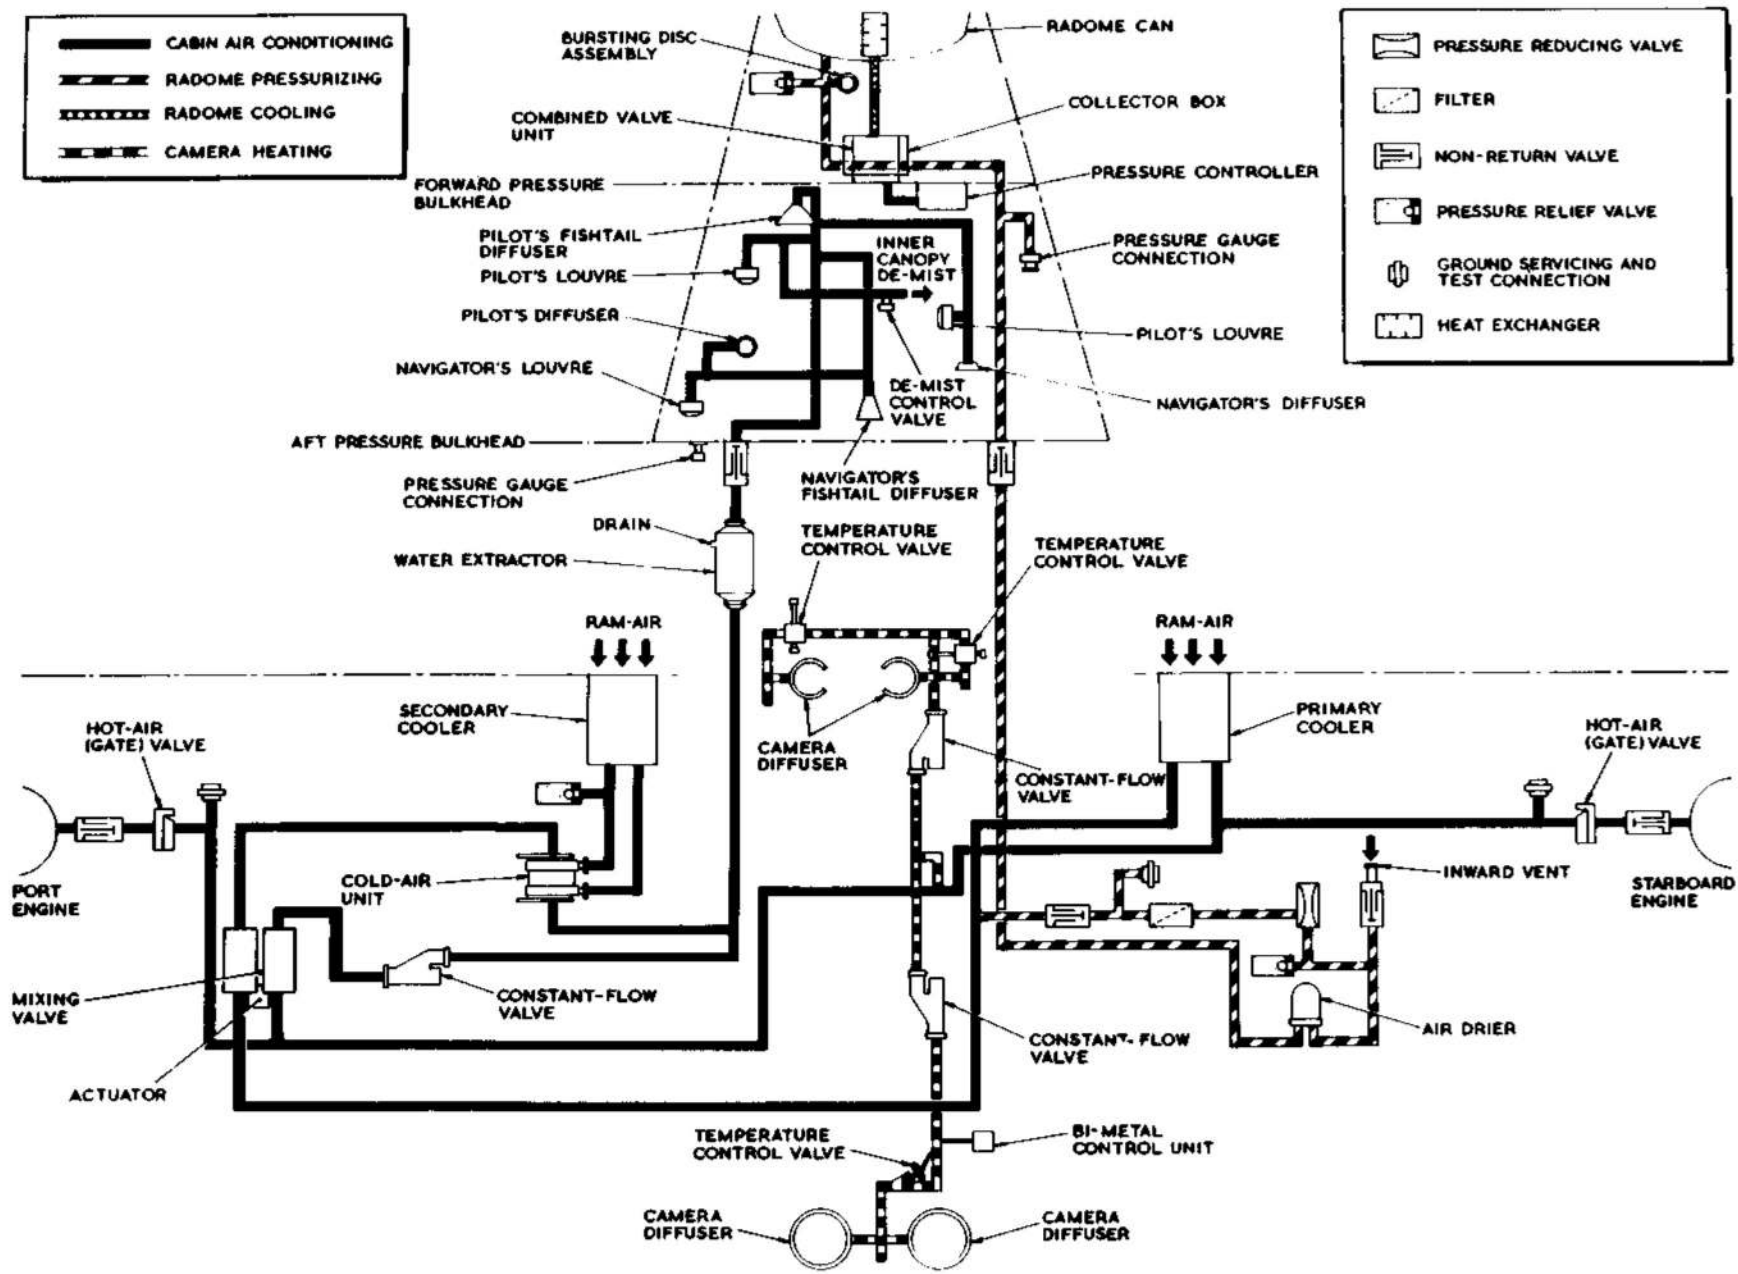 CABIN AIR CONDITIONING
RADOME PRESSURIZING
RADOME COOLING
CAMERA HEATING
BURSTING DISC
ASSEMBLY
RADOME CAN
COMBINED VALVE
UNIT
COLLECTOR BOX
PRESSURE REDUCING VALVE
FILTER
NON-RETURN VALVE
PRESSURE RELIEF VALVE
GROUND SERVICING AND
TEST CONNECTION
HEAT EXCHANGER
FORWARD PRESSURE
BULKHEAD
PRESSURE CONTROLLER
PILOT'S FISHTAIL
DIFFUSER
INNER
CANOPY
DE-MIST
PRESSURE GAUGE
CONNECTION
PILOT'S LOUVRE
PILOT'S DIFFUSER
PILOT'S LOUVRE
NAVIGATOR'S LOUVRE
DE-MIST
CONTROL
VALVE
NAVIGATOR'S DIFFUSER
AFT PRESSURE BULKHEAD
PRESSURE GAUGE
CONNECTION
NAVIGATOR'S
FISHTAIL DIFFUSER
DRAIN
WATER EXTRACTOR
TEMPERATURE
CONTROL VALVE
TEMPERATURE
CONTROL VALVE
RAM-AIR
RAM-AIR
HOT-AIR
(GATE) VALVE
SECONDARY
COOLER
CAMERA
DIFFUSER
CONSTANT-FLOW
VALVE
PRIMARY
COOLER
HOT-AIR
(GATE) VALVE
PORT
ENGINE
COLD-AIR
UNIT
INWARD VENT
STARBOARD
ENGINE
MIXING
VALVE
CONSTANT-FLOW
VALVE
CONSTANT-FLOW
VALVE
AIR DRIER
ACTUATOR
TEMPERATURE
CONTROL VALVE
BI-METAL
CONTROL UNIT
CAMERA
DIFFUSER
CAMERA
DIFFUSER